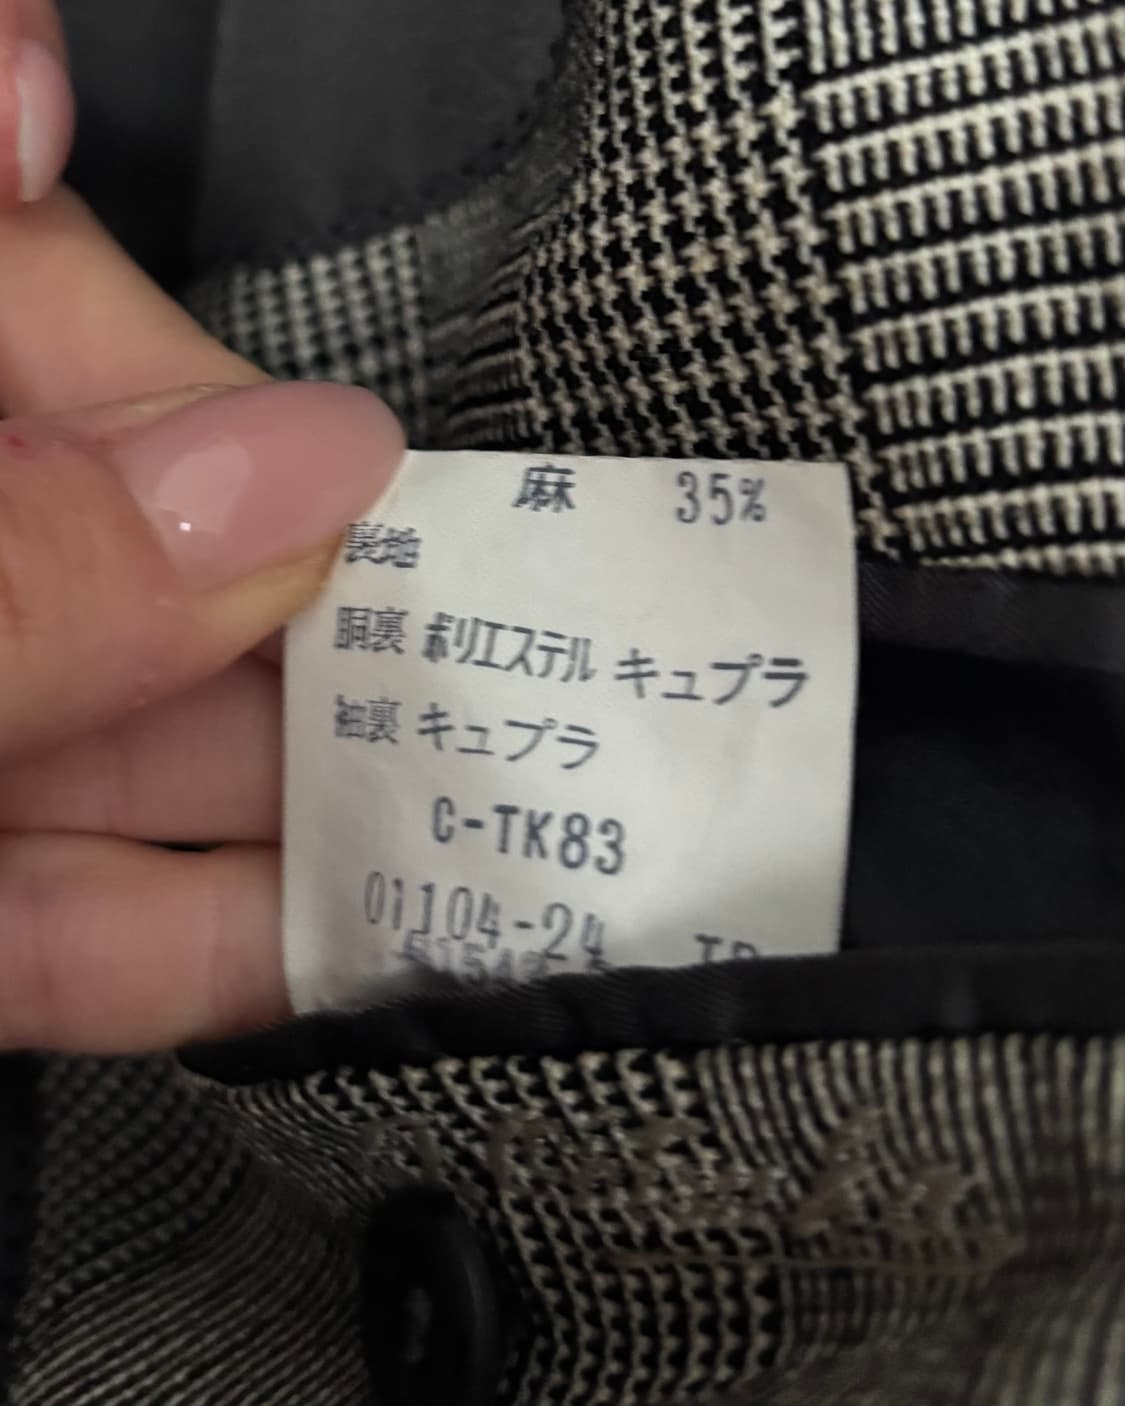 麻 35%
裏地
胴裏 ポリエステル キュプラ
袖裏 キュプラ
C-TK83
01104-24